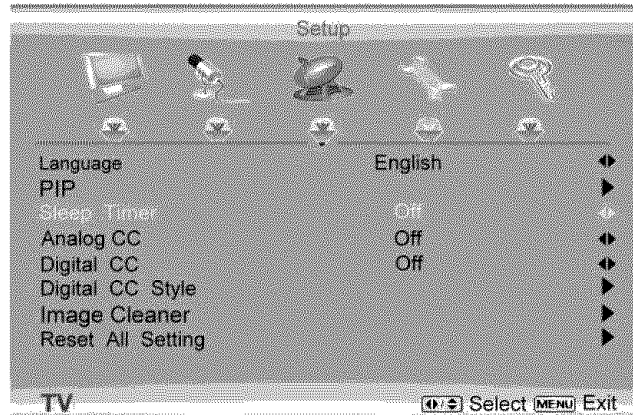 Setup
Language English
PIP
Sleep Timer Off
Analog CC Off
Digital CC Off
Digital CC Style
Image Cleaner
Reset All Setting
TV Select MENU Exit